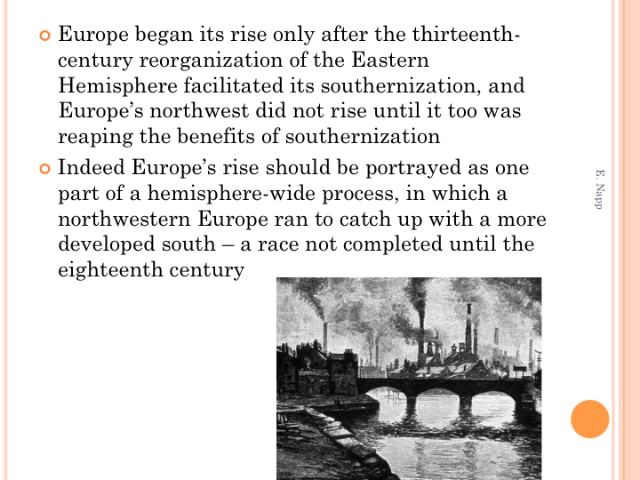 Europe began its rise only after the thirteenth-
century reorganization of the Eastern
Hemisphere facilitated its southernization, and
Europe's northwest did not rise until it too was
reaping the benefits of southernization
Indeed Europe's rise should be portrayed as one
part of a hemisphere-wide process, in which a
northwestern Europe ran to catch up with a more
developed south – a race not completed until the
eighteenth century
E. Napp